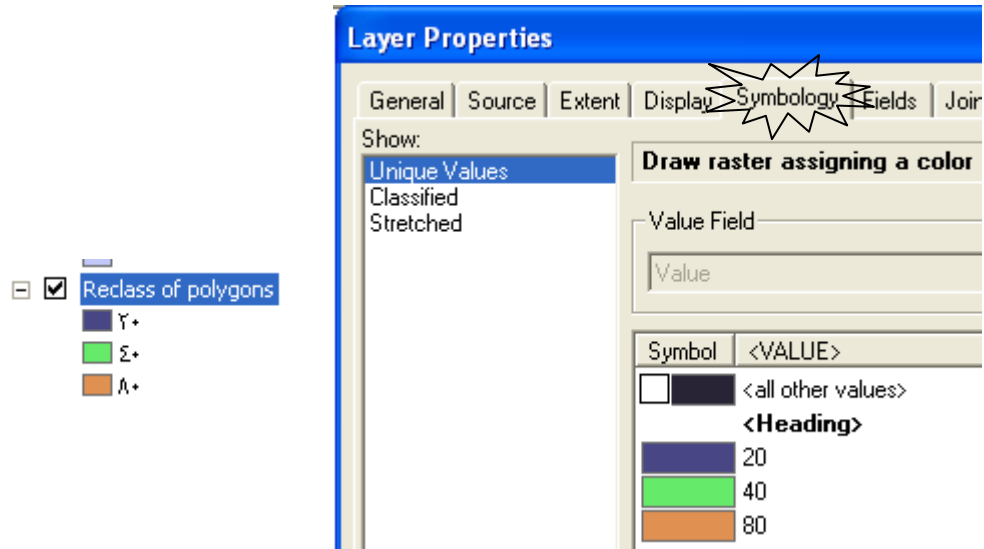 Reclass of polygons
٢٠
٤٠
٨٠
Layer Properties
General Source Extent Display Symbology Fields Join
Show:
Unique Values
Classified
Stretched
Draw raster assigning a color
Value Field
Value
Symbol <VALUE>
<all other values>
<Heading>
20
40
80